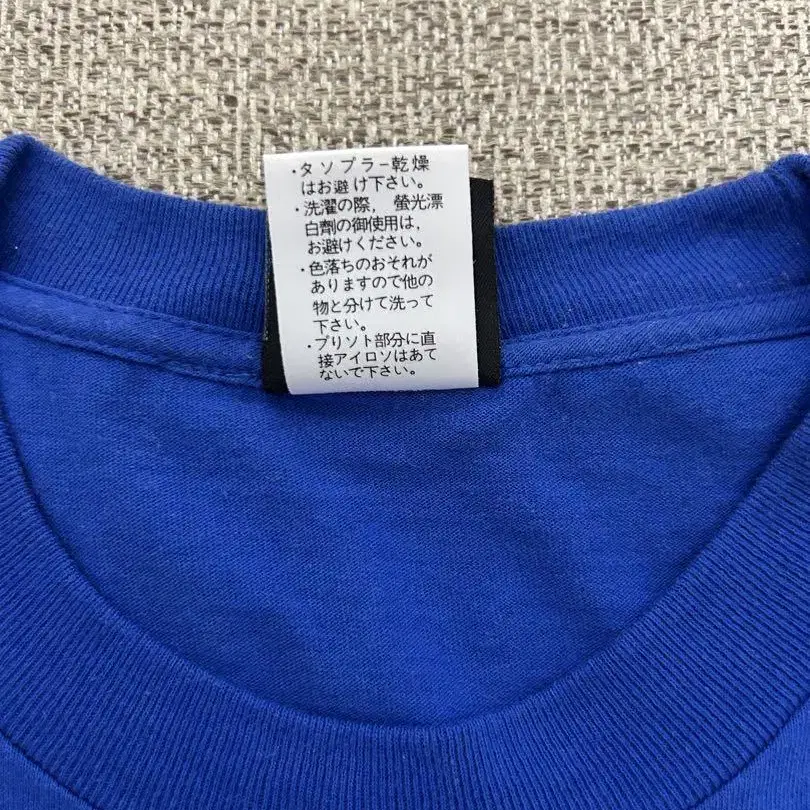 ・タソブラー乾燥
はお避け下さい。
・洗濯の際, 螢光漂
白劑の御使用は,
お避けください。
・色落ちのおそれが
ありますので他の
物と分けて洗って
下さい。
・プリソト部分に直
接アイロソはあて
ないで下さい。